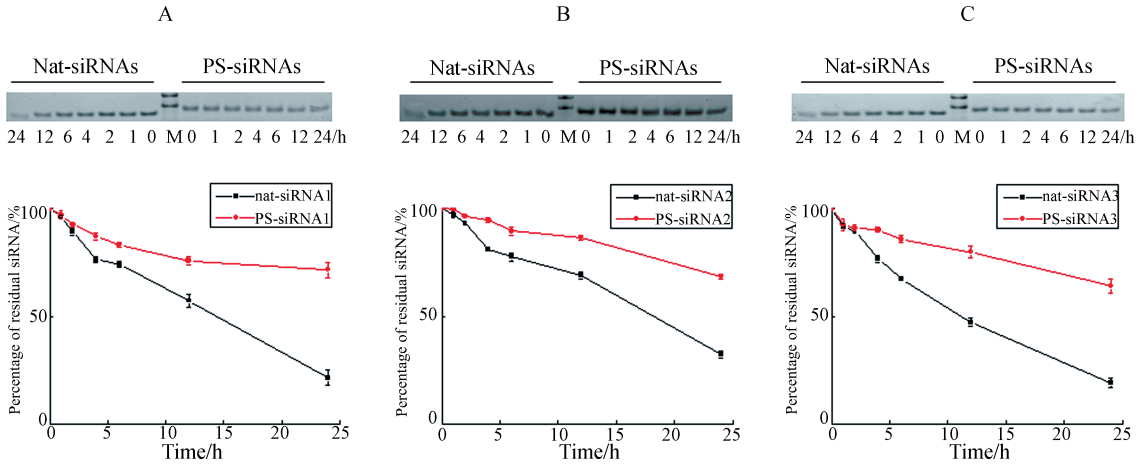 A
Nat-siRNAs PS-siRNAs
24 12 6 4 2 1 0 M 0 1 2 4 6 12 24/h
nat-siRNA1
PS-siRNA1
Percentage of residual siRNA/%
100
50
0
0 5 10 15 20 25
Time/h
B
Nat-siRNAs PS-siRNAs
24 12 6 4 2 1 0 M 0 1 2 4 6 12 24/h
nat-siRNA2
PS-siRNA2
Percentage of residual siRNA/%
100
50
0
0 5 10 15 20 25
Time/h
C
Nat-siRNAs PS-siRNAs
24 12 6 4 2 1 0 M 0 1 2 4 6 12 24/h
nat-siRNA3
PS-siRNA3
Percentage of residual siRNA/%
100
50
0
0 5 10 15 20 25
Time/h